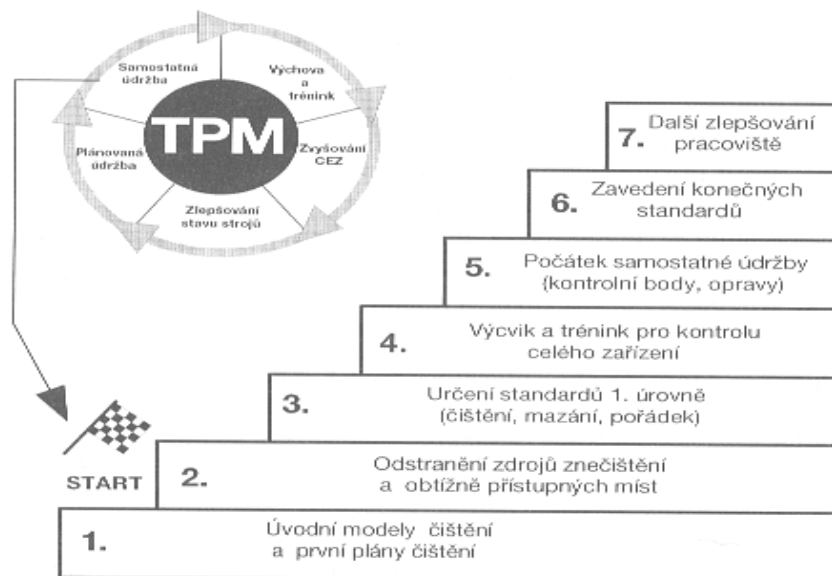 Samostatná
údržba
Výchova
a
trénink
TPM
Plánovaná
údržba
Zvyšování
CEZ
Zlepšování
stavu strojů
START
7. Další zlepšování
pracoviště
6. Zavedení konečných
standardů
5. Počátek samostatné údržby
(kontrolní body, opravy)
4. Výcvik a trénink pro kontrolu
celého zařízení
3. Určení standardů 1. úrovně
(čištění, mazání, pořádek)
2. Odstranění zdrojů znečištění
a obtížně přístupných míst
1. Úvodní modely čištění
a první plány čištění